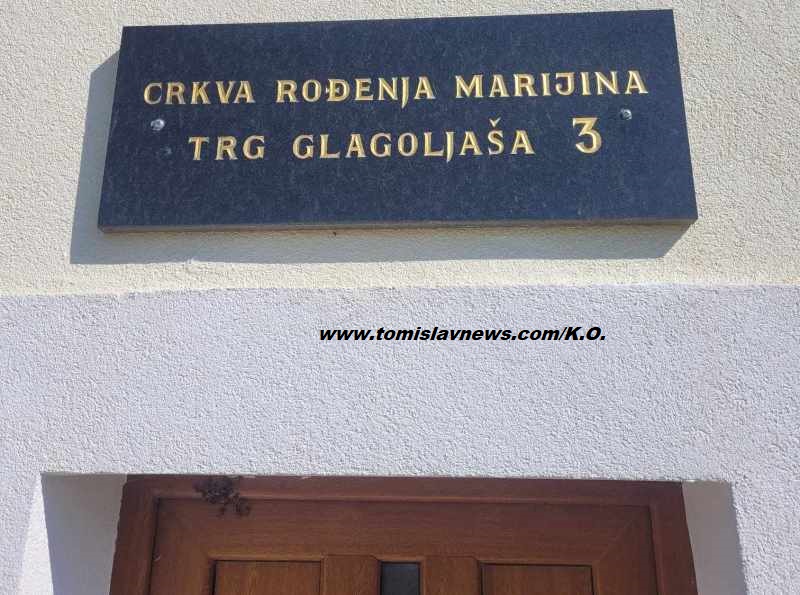 CRKVA ROĐENJA MARIJINA
TRG GLAGOLJAŠA 3
www.tomislavnews.com/K.O.